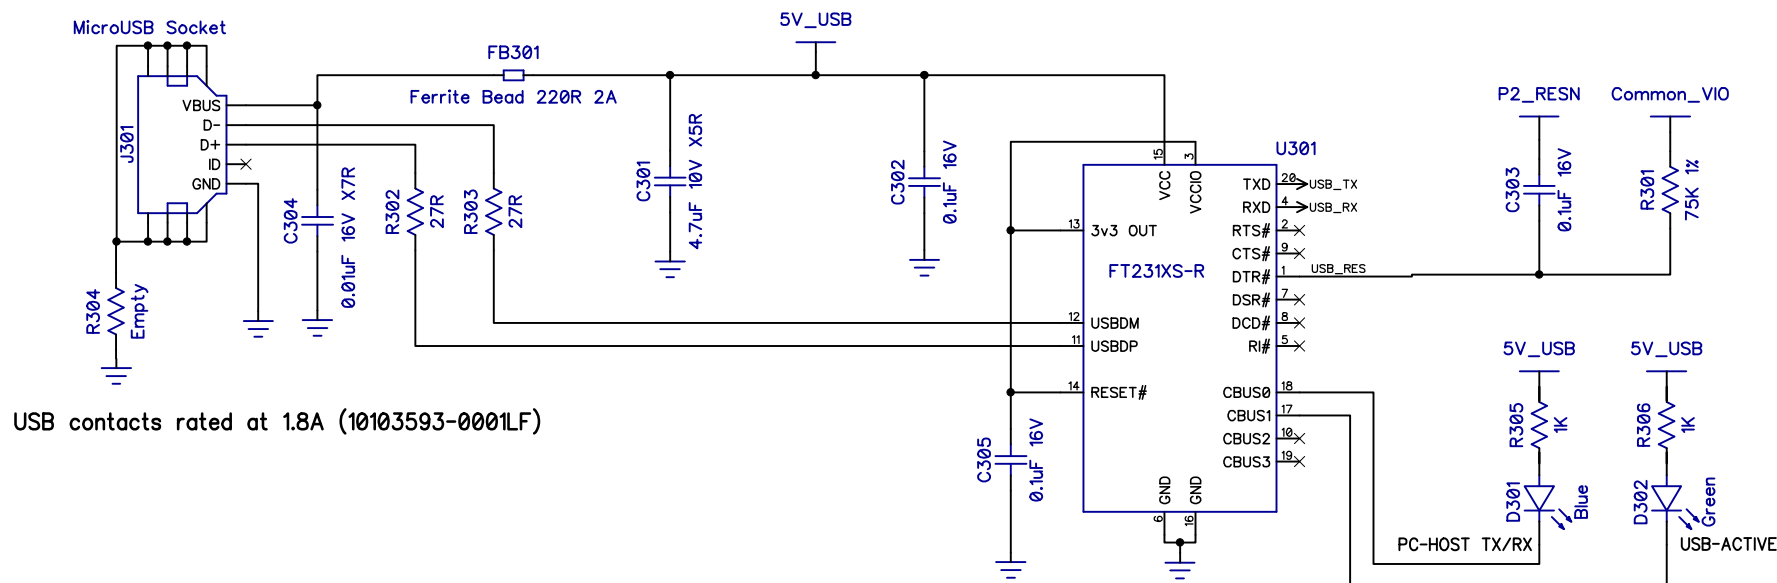 MicroUSB Socket
J301
VBUS
D-
D+
ID
GND
R304
Empty
C304
0.01uF 16V X7R
FB301
Ferrite Bead 220R 2A
R302
27R
R303
27R
5V_USB
C301
4.7uF 10V X5R
C302
0.1uF 16V
U301
FT231XS-R
15
VCC
3
VCCIO
13
3v3 OUT
12
USBDM
11
USBDP
14
RESET#
TXD
20
USB_TX
RXD
4
USB_RX
RTS#
2
CTS#
9
DTR#
1
USB_RES
DSR#
7
DCD#
8
RI#
5
CBUS0
18
CBUS1
17
CBUS2
10
CBUS3
19
GND
6
GND
16
C305
0.1uF 16V
P2_RESN
C303
0.1uF 16V
Common_VIO
R301
75K 1%
5V_USB
R305
1K
D301
Blue
PC-HOST TX/RX
5V_USB
R306
1K
D302
Green
USB-ACTIVE
USB contacts rated at 1.8A (10103593-0001LF)